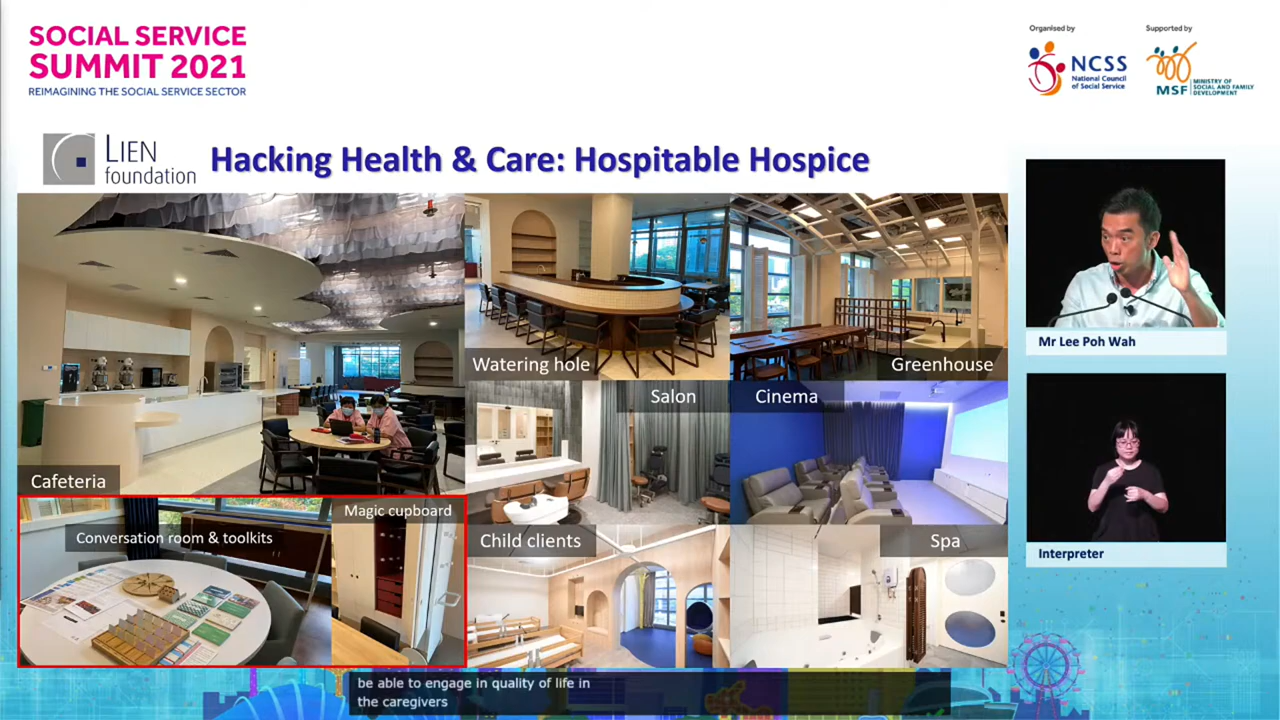 SOCIAL SERVICE
SUMMIT 2021
REIMAGINING THE SOCIAL SERVICE SECTOR
Organised by
NCSS
National Council
of Social Service
Supported by
MSF
MINISTRY OF
SOCIAL AND FAMILY
DEVELOPMENT
LIEN
foundation
Hacking Health & Care: Hospitable Hospice
Cafeteria
Watering hole
Greenhouse
Salon
Cinema
Conversation room & toolkits
Magic cupboard
Child clients
Spa
Mr Lee Poh Wah
Interpreter
be able to engage in quality of life in
the caregivers